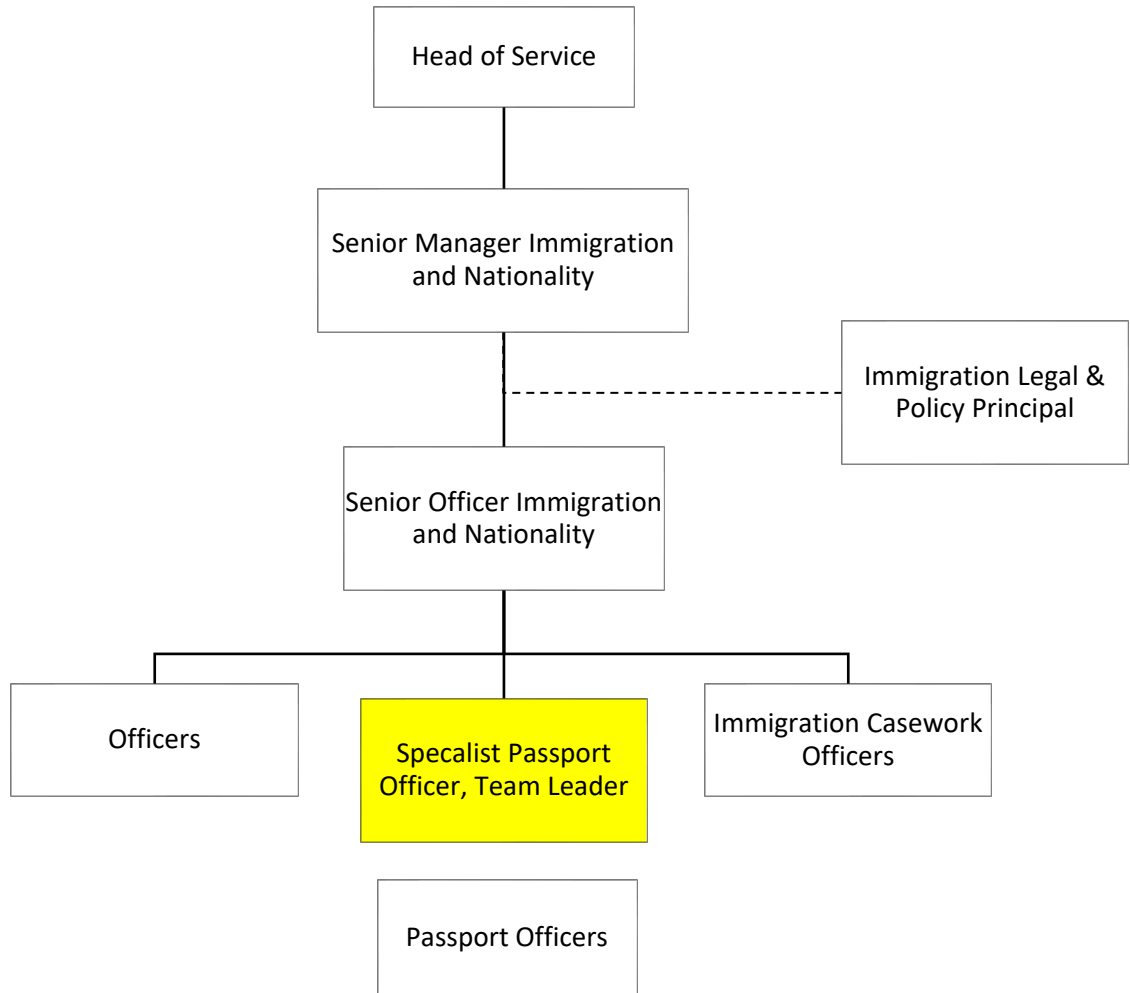 Head of Service
Senior Manager Immigration
and Nationality
Immigration Legal &
Policy Principal
Senior Officer Immigration
and Nationality
Officers
Specalist Passport
Officer, Team Leader
Immigration Casework
Officers
Passport Officers